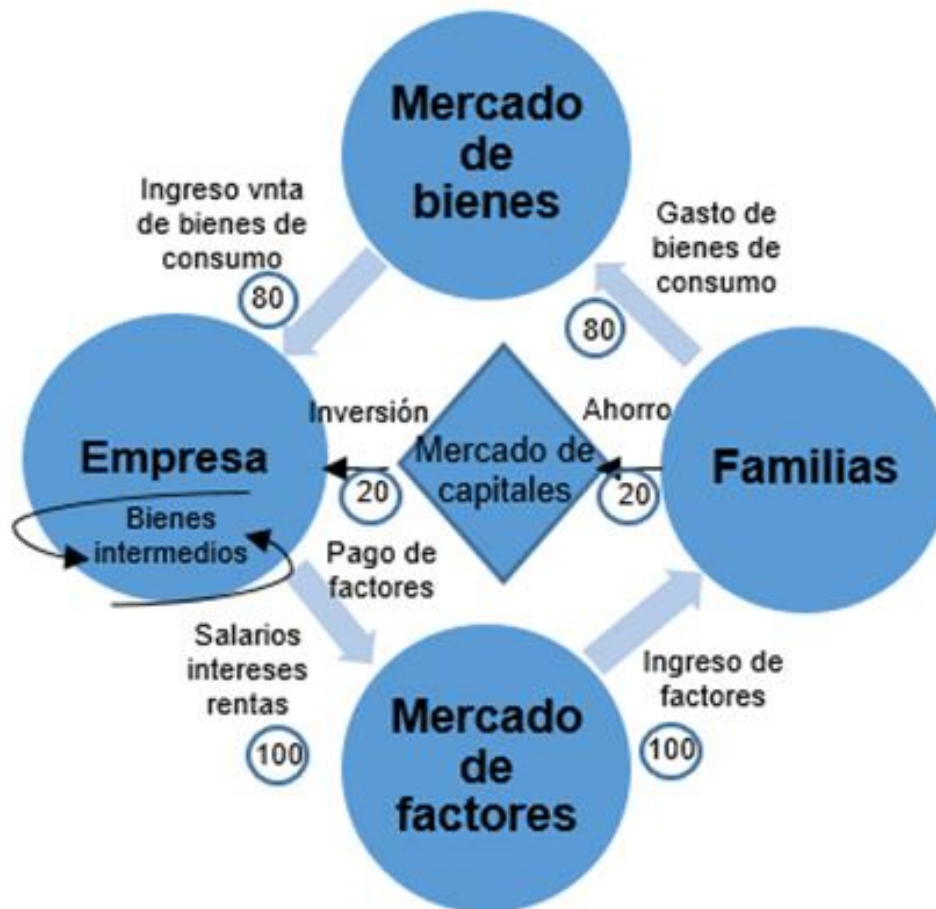 Mercado
de
bienes
Ingreso vnta
de bienes de
consumo
80
Gasto de
bienes de
consumo
80
Empresa
Bienes
intermedios
Inversión
20
Mercado de
capitales
Ahorro
20
Familias
Pago de
factores
Salarios
intereses
rentas
100
Mercado
de
factores
Ingreso de
factores
100